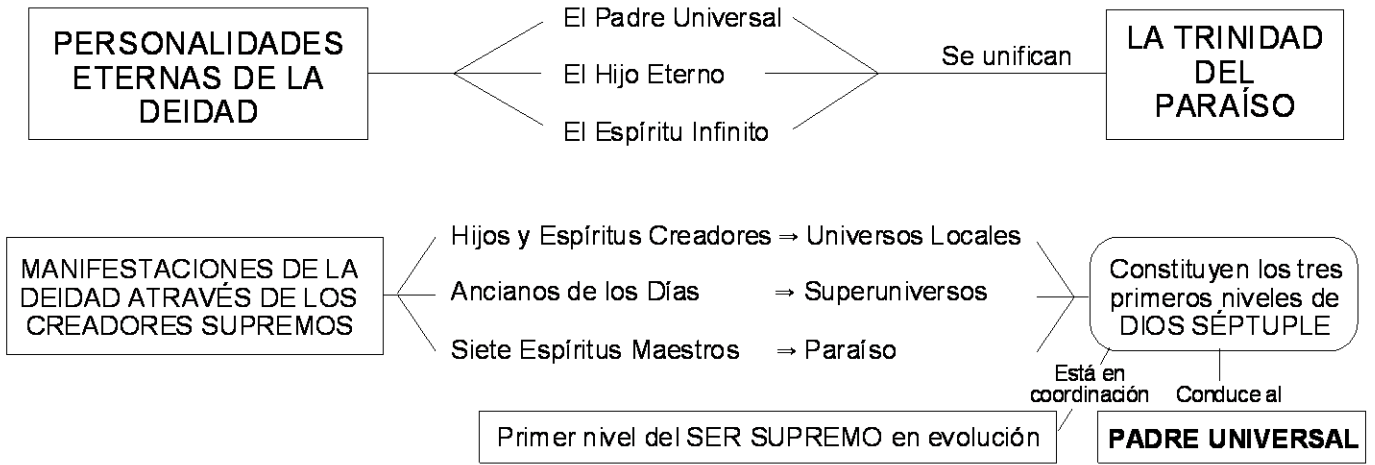 PERSONALIDADES
ETERNAS DE LA
DEIDAD
El Padre Universal
El Hijo Eterno
El Espíritu Infinito
Se unifican
LA TRINIDAD
DEL
PARAÍSO
MANIFESTACIONES DE LA
DEIDAD ATRAVÉS DE LOS
CREADORES SUPREMOS
Hijos y Espíritus Creadores ⇒ Universos Locales
Ancianos de los Días ⇒ Superuniversos
Siete Espíritus Maestros ⇒ Paraíso
Constituyen los tres
primeros niveles de
DIOS SÉPTUPLE
Está en
coordinación
Conduce al
Primer nivel del SER SUPREMO en evolución
PADRE UNIVERSAL